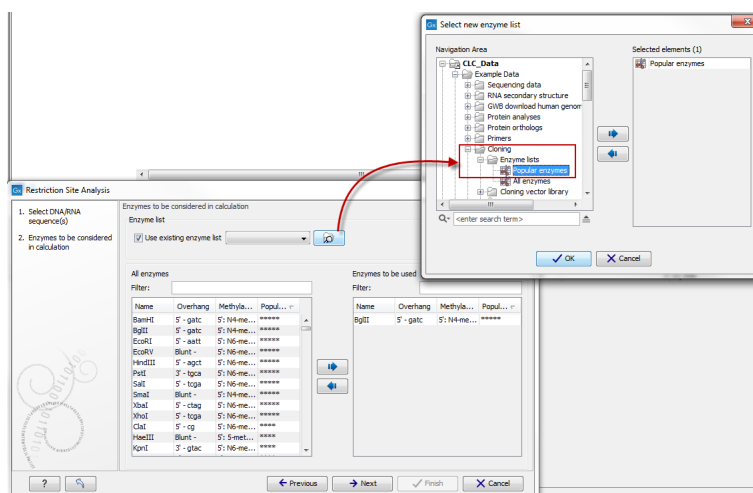 Select new enzyme list
Navigation Area
CLC_Data
Example Data
Sequencing data
RNA secondary structure
GWB download human genom
Protein analyses
Protein orthologs
Primers
Cloning
Enzyme lists
Popular enzymes
All enzymes
Cloning vector library
<enter search term>
Selected elements (1)
Popular enzymes
OK
Cancel
Restriction Site Analysis
1. Select DNA/RNA
sequence(s)
2. Enzymes to be considered
in calculation
Enzymes to be considered in calculation
Enzyme list
Use existing enzyme list
All enzymes
Filter:
Name Overhang Methyla... Popul...
BamHI 5' - gatc 5': N4-me... *****
BglII 5' - gatc 5': N4-me... *****
EcoRI 5' - aatt 5': N6-me... *****
EcoRV Blunt - 5': N6-me... *****
HindIII 5' - agct 5': N6-me... *****
PstI 3' - tgca 5': N6-me... *****
SalI 5' - tcga 5': N6-me... *****
SmaI Blunt - 5': N4-me... *****
XbaI 5' - ctag 5': N6-me... *****
XhoI 5' - tcga 5': N6-me... *****
ClaI 5' - cg 5': N6-me... ****
HaeIII Blunt - 5': 5-met... ****
KpnI 3' - gtac 5': N6-me... ****
Enzymes to be used
Filter:
Name Overhang Methyla... Popul...
BglII 5' - gatc 5': N4-me... *****
?
Previous
Next
Finish
Cancel